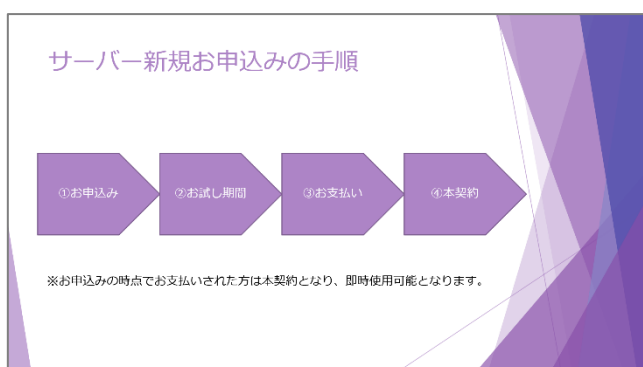 サーバー新規お申込みの手順
①お申込み
②お試し期間
③お支払い
④本契約
※お申込みの時点でお支払いされた方は本契約となり、即時使用可能となります。